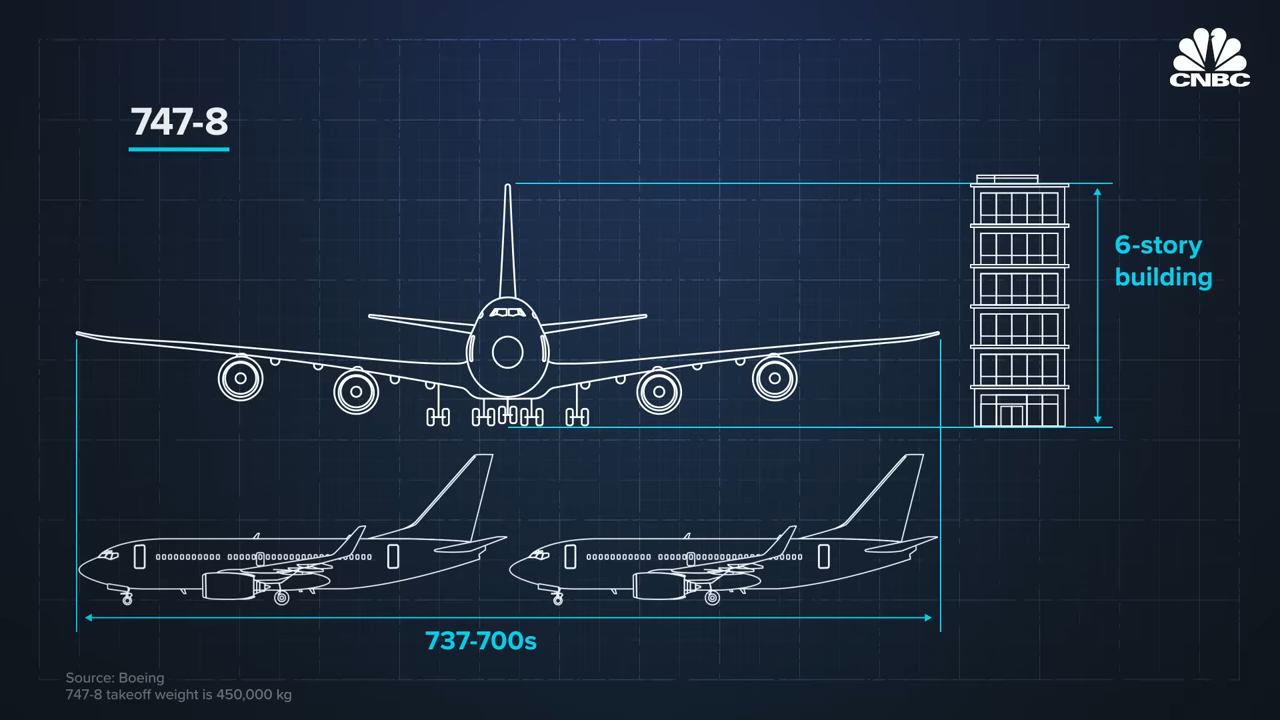 CNBC
747-8
6-story
building
737-700s
Source: Boeing
747-8 takeoff weight is 450,000 kg